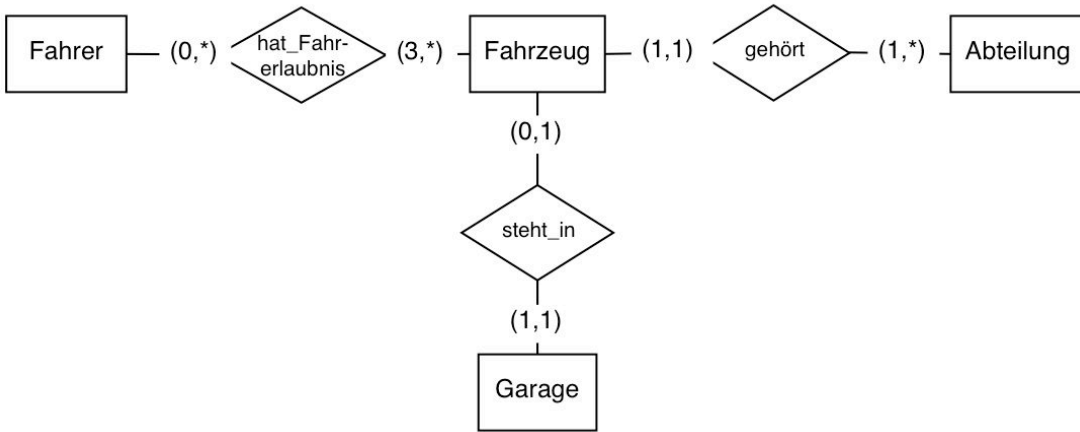 Fahrer
(0,*)
hat_Fahr-
erlaubnis
(3,*)
Fahrzeug
(1,1)
gehört
(1,*)
Abteilung
(0,1)
steht_in
(1,1)
Garage